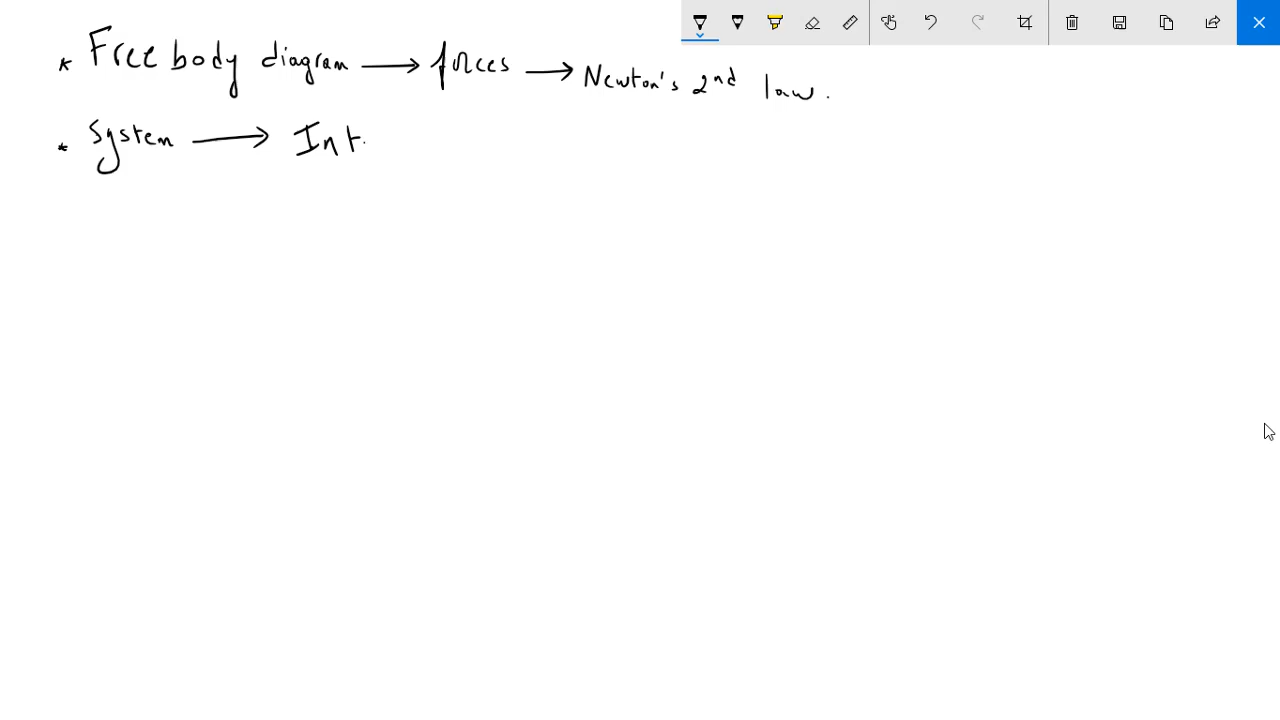 * Free body diagram → forces → Newton's 2nd law.
* System → Int